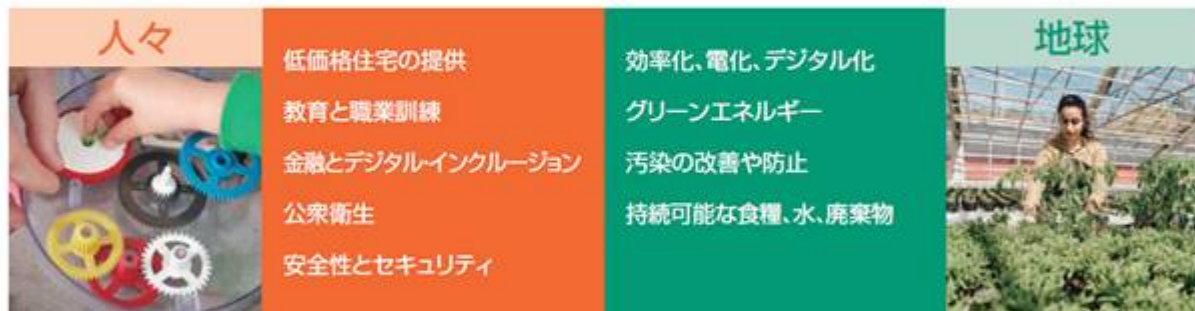 人々
低価格住宅の提供
教育と職業訓練
金融とデジタル・インクルージョン
公衆衛生
安全性とセキュリティ
効率化、電化、デジタル化
グリーンエネルギー
汚染の改善や防止
持続可能な食糧、水、廃棄物
地球